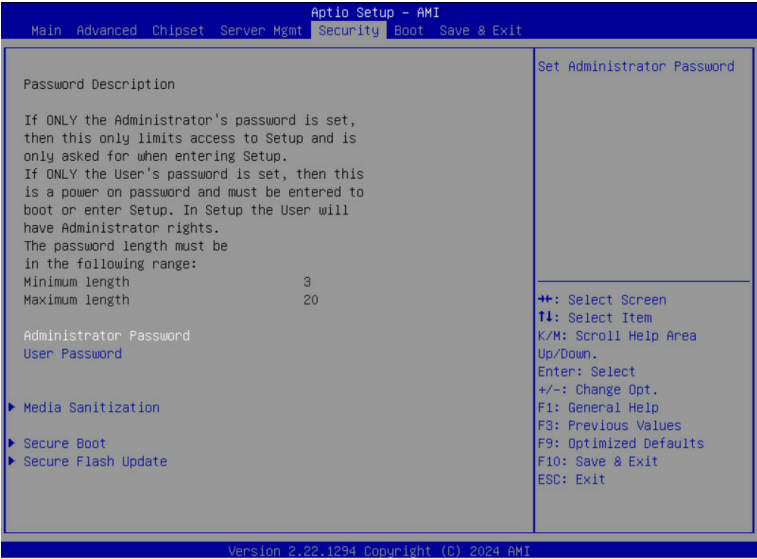 Aptio Setup - AMI
Main Advanced Chipset Server Mgmt Security Boot Save & Exit
Password Description
If ONLY the Administrator's password is set,
then this only limits access to Setup and is
only asked for when entering Setup.
If ONLY the User's password is set, then this
is a power on password and must be entered to
boot or enter Setup. In Setup the User will
have Administrator rights.
The password length must be
in the following range:
Minimum length 3
Maximum length 20
Administrator Password
User Password
Media Sanitization
Secure Boot
Secure Flash Update
Set Administrator Password
→←: Select Screen
↑↓: Select Item
K/M: Scroll Help Area
Up/Down.
Enter: Select
+/-: Change Opt.
F1: General Help
F3: Previous Values
F9: Optimized Defaults
F10: Save & Exit
ESC: Exit
Version 2.22.1294 Copyright (C) 2024 AMI